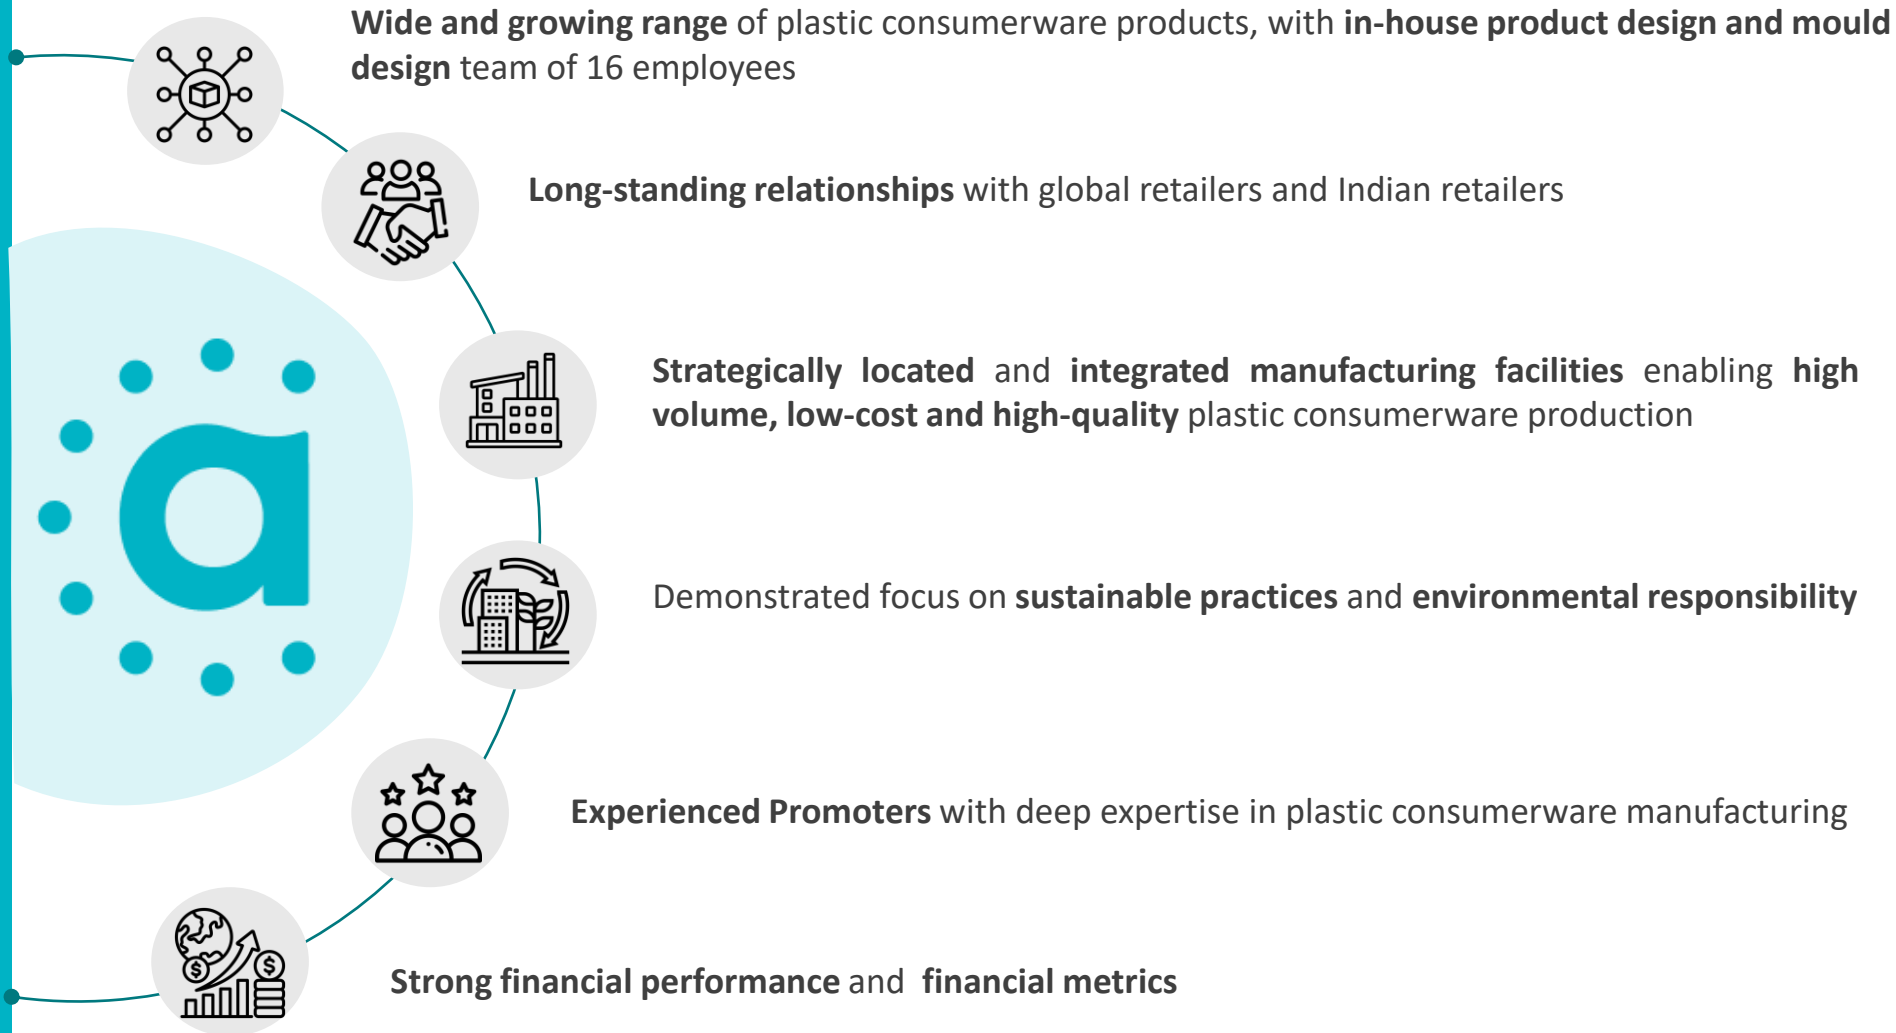 Wide and growing range of plastic consumerware products, with in-house product design and mould
design team of 16 employees
Long-standing relationships with global retailers and Indian retailers
Strategically located and integrated manufacturing facilities enabling high
volume, low-cost and high-quality plastic consumerware production
a
Demonstrated focus on sustainable practices and environmental responsibility
Experienced Promoters with deep expertise in plastic consumerware manufacturing
Strong financial performance and financial metrics